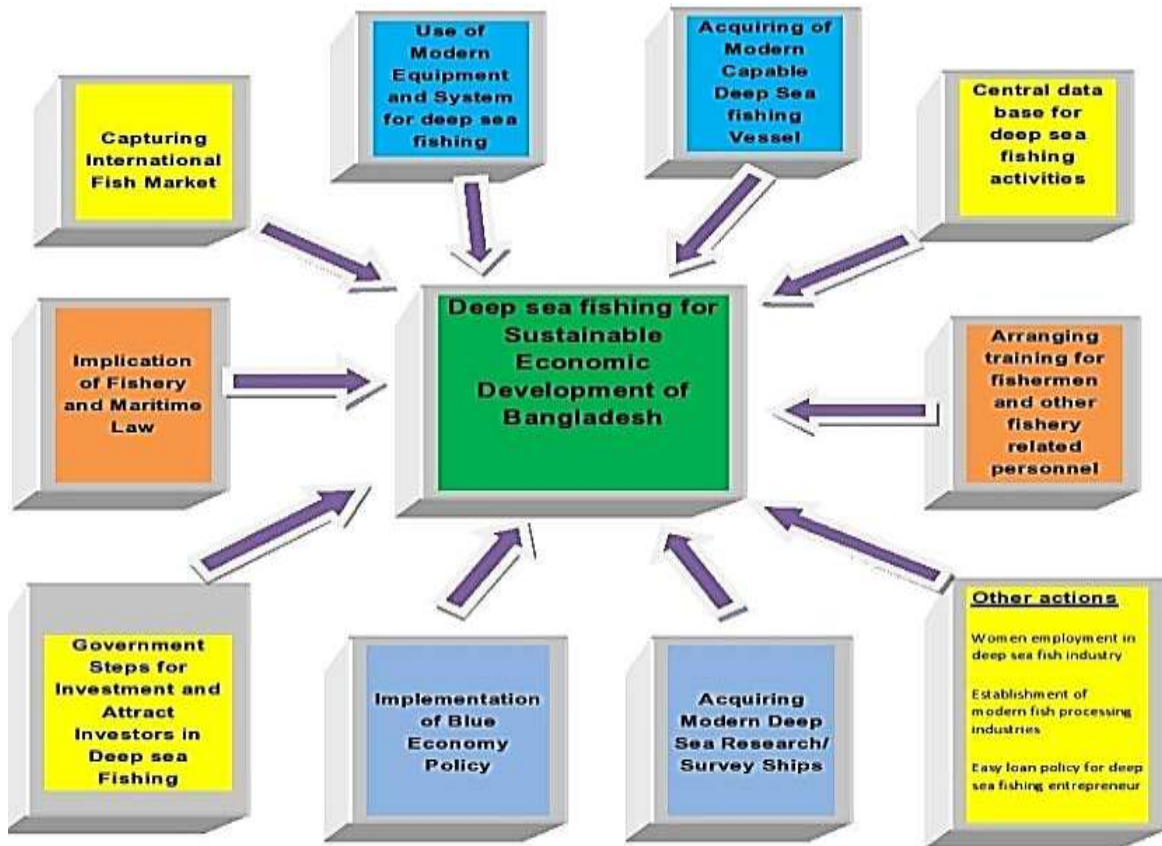 Use of
Modern
Equipment
and System
for deep sea
fishing
Acquiring of
Modern
Capable
Deep Sea
fishing
Vessel
Capturing
International
Fish Market
Central data
base for
deep sea
fishing
activities
Deep sea fishing for
Sustainable
Economic
Development of
Bangladesh
Implication
of Fishery
and Maritime
Law
Arranging
training for
fishermen
and other
fishery
related
personnel
Government
Steps for
Investment and
Attract
Investors in
Deep sea
Fishing
Implementation
of Blue
Economy
Policy
Acquiring
Modern Deep
Sea Research/
Survey Ships
Other actions
Women employment in
deep sea fish industry
Establishment of
modern fish processing
industries
Easy loan policy for deep
sea fishing entrepreneur